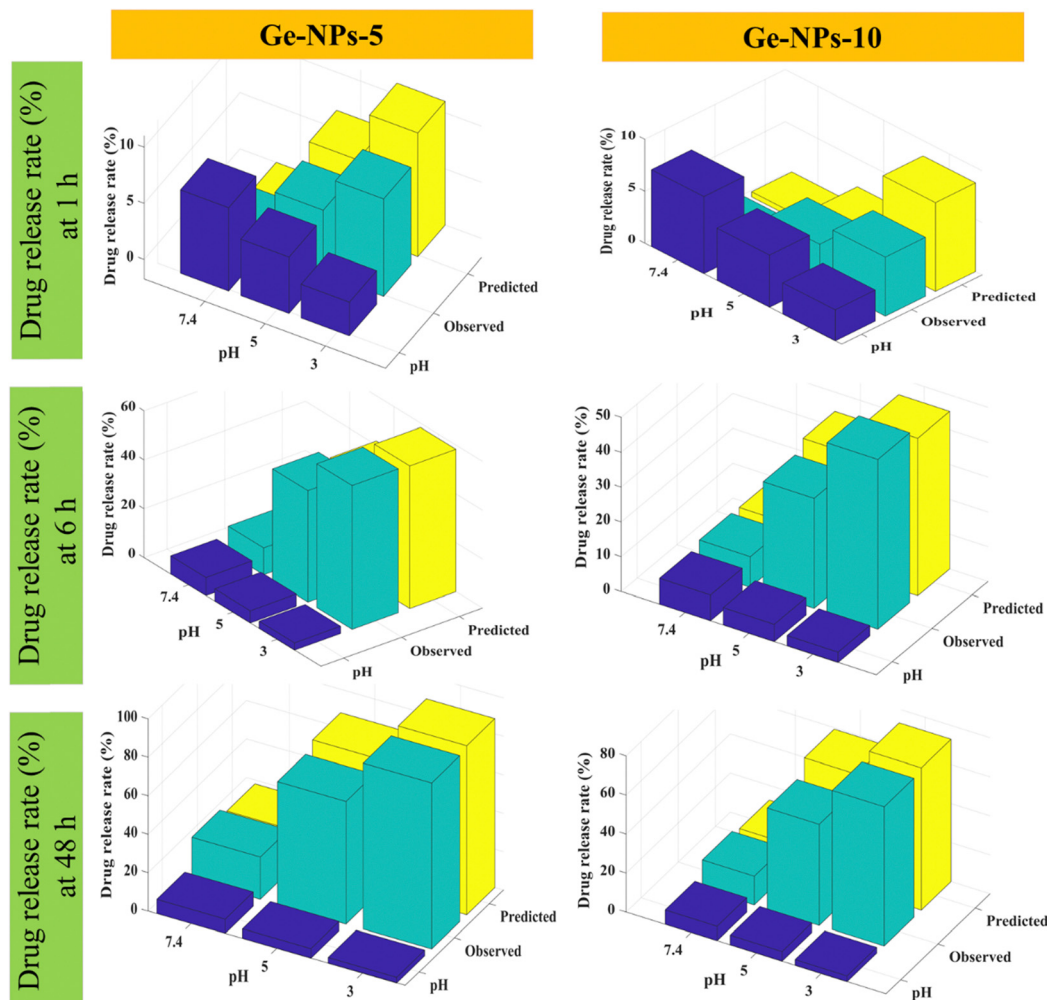 Ge-NPs-5
Ge-NPs-10
Drug release rate (%)
at 1 h
Drug release rate (%)
10
5
0
7.4
5
3
pH
Predicted
Observed
pH
Drug release rate (%)
10
5
0
7.4
5
3
pH
Predicted
Observed
pH
Drug release rate (%)
at 6 h
Drug release rate (%)
60
40
20
0
7.4
5
3
pH
Predicted
Observed
pH
Drug release rate (%)
50
40
30
20
10
0
7.4
5
3
pH
Predicted
Observed
pH
Drug release rate (%)
at 48 h
Drug release rate (%)
100
80
60
40
20
0
7.4
5
3
pH
Predicted
Observed
pH
Drug release rate (%)
80
60
40
20
0
7.4
5
3
pH
Predicted
Observed
pH